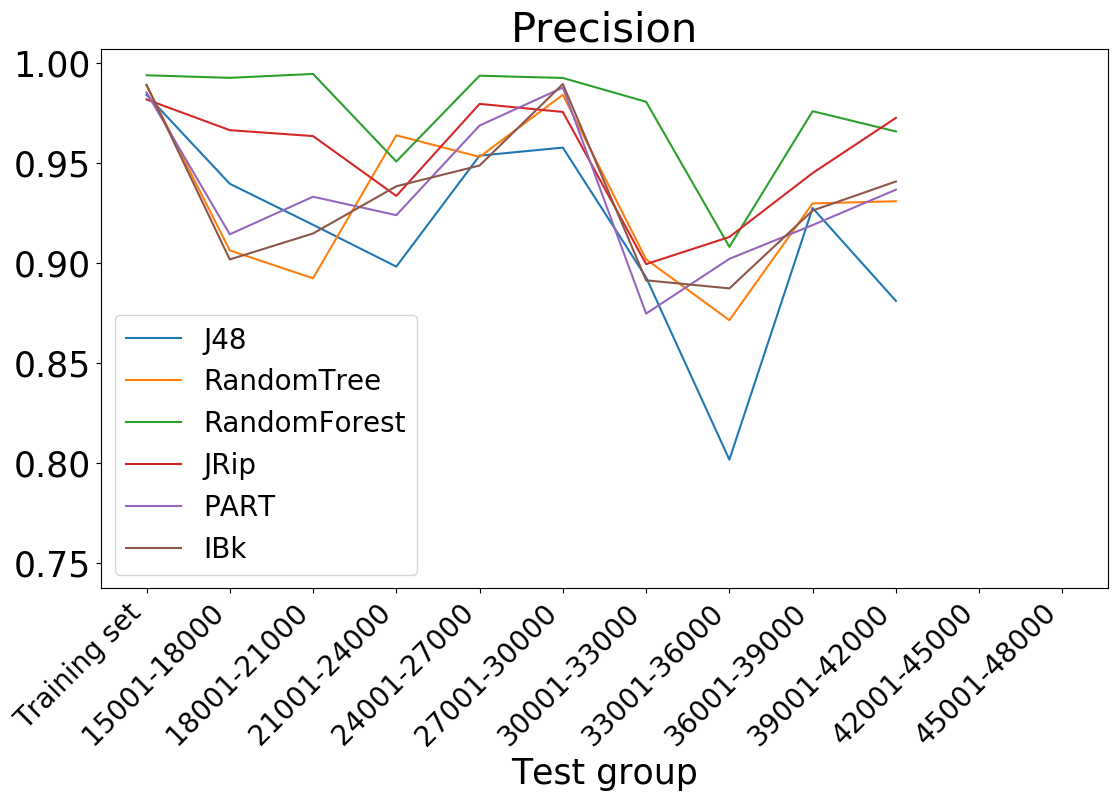 Precision
1.00
0.95
0.90
0.85
0.80
0.75
J48
RandomTree
RandomForest
JRip
PART
IBk
Training set
15001-18000
18001-21000
21001-24000
24001-27000
27001-30000
30001-33000
33001-36000
36001-39000
39001-42000
42001-45000
45001-48000
Test group